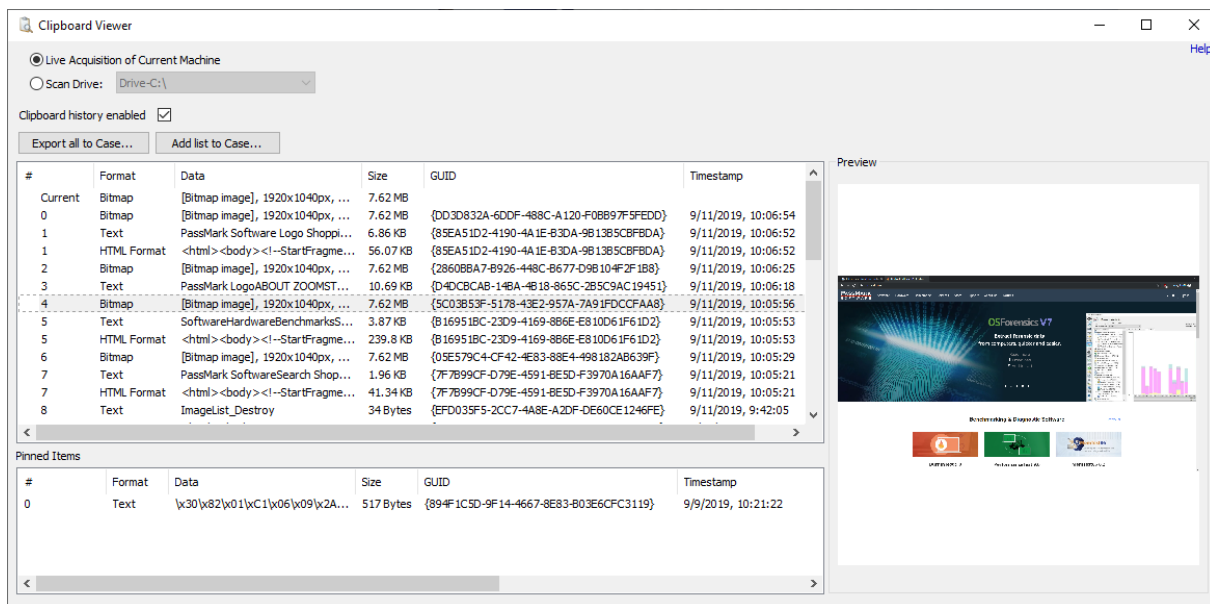 Clipboard Viewer
Help
Live Acquisition of Current Machine
Scan Drive: Drive-C:\
Clipboard history enabled
Export all to Case... Add list to Case...
# Format Data Size GUID Timestamp
Current Bitmap [Bitmap image], 1920x1040px, ... 7.62 MB
0 Bitmap [Bitmap image], 1920x1040px, ... 7.62 MB {DD3D832A-6DDF-488C-A120-F0BB97F5FEDD} 9/11/2019, 10:06:54
1 Text PassMark Software Logo Shoppi... 6.86 KB {85EA51D2-4190-4A1E-B3DA-9B13B5CBFBDA} 9/11/2019, 10:06:52
1 HTML Format <html><body><!--StartFragme... 56.07 KB {85EA51D2-4190-4A1E-B3DA-9B13B5CBFBDA} 9/11/2019, 10:06:52
2 Bitmap [Bitmap image], 1920x1040px, ... 7.62 MB {2860BBA7-B926-448C-B677-D9B104F2F1B8} 9/11/2019, 10:06:25
3 Text PassMark LogoABOUT ZOOMST... 10.69 KB {D4DCBCAB-14BA-4B18-865C-2B5C9AC19451} 9/11/2019, 10:06:18
4 Bitmap [Bitmap image], 1920x1040px, ... 7.62 MB {5C03B53F-5178-43E2-957A-7A91FDCCFAA8} 9/11/2019, 10:05:56
5 Text SoftwareHardwareBenchmarksS... 3.87 KB {B16951BC-23D9-4169-8B6E-E810D61F61D2} 9/11/2019, 10:05:53
5 HTML Format <html><body><!--StartFragme... 239.8 KB {B16951BC-23D9-4169-8B6E-E810D61F61D2} 9/11/2019, 10:05:53
6 Bitmap [Bitmap image], 1920x1040px, ... 7.62 MB {05E579C4-CF42-4E83-88E4-498182AB639F} 9/11/2019, 10:05:29
7 Text PassMark SoftwareSearch Shop... 1.96 KB {7F7B99CF-D79E-4591-BE5D-F3970A16AAF7} 9/11/2019, 10:05:21
7 HTML Format <html><body><!--StartFragme... 41.34 KB {7F7B99CF-D79E-4591-BE5D-F3970A16AAF7} 9/11/2019, 10:05:21
8 Text ImageList_Destroy 34 Bytes {EFD035F5-2CC7-4A8E-A2DF-DE60CE1246FE} 9/11/2019, 9:42:05
Preview
OSForensics V7
Extract forensic data
from computers, quicker and easier.
Benchmarking & Diagnostic Software
Pinned Items
# Format Data Size GUID Timestamp
0 Text \x30\x82\x01\xC1\x06\x09\x2A... 517 Bytes {894F1C5D-9F14-4667-8E83-B03E6CFC3119} 9/9/2019, 10:21:22